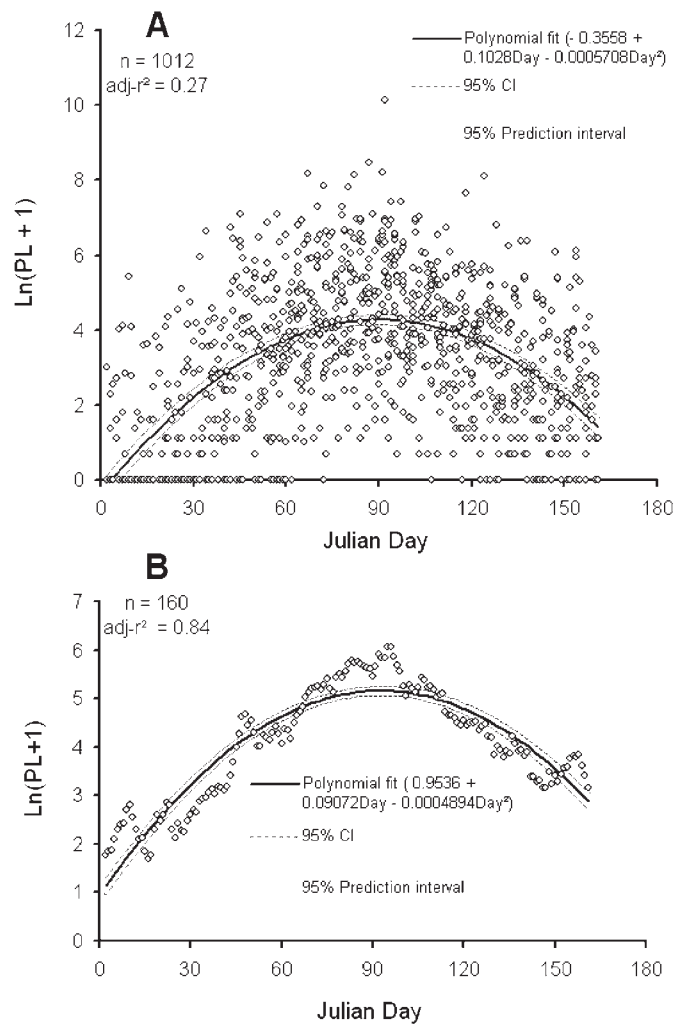 A
n = 1012
adj-r² = 0.27
Polynomial fit (- 0.3558 +
0.1028Day - 0.0005708Day²)
95% CI
95% Prediction interval
Ln(PL + 1)
12
10
8
6
4
2
0
0 30 60 90 120 150 180
Julian Day
B
n = 160
adj-r² = 0.84
Polynomial fit ( 0.9536 +
0.09072Day - 0.0004894Day²)
95% CI
95% Prediction interval
Ln(PL+1)
7
6
5
4
3
2
1
0
0 30 60 90 120 150 180
Julian Day